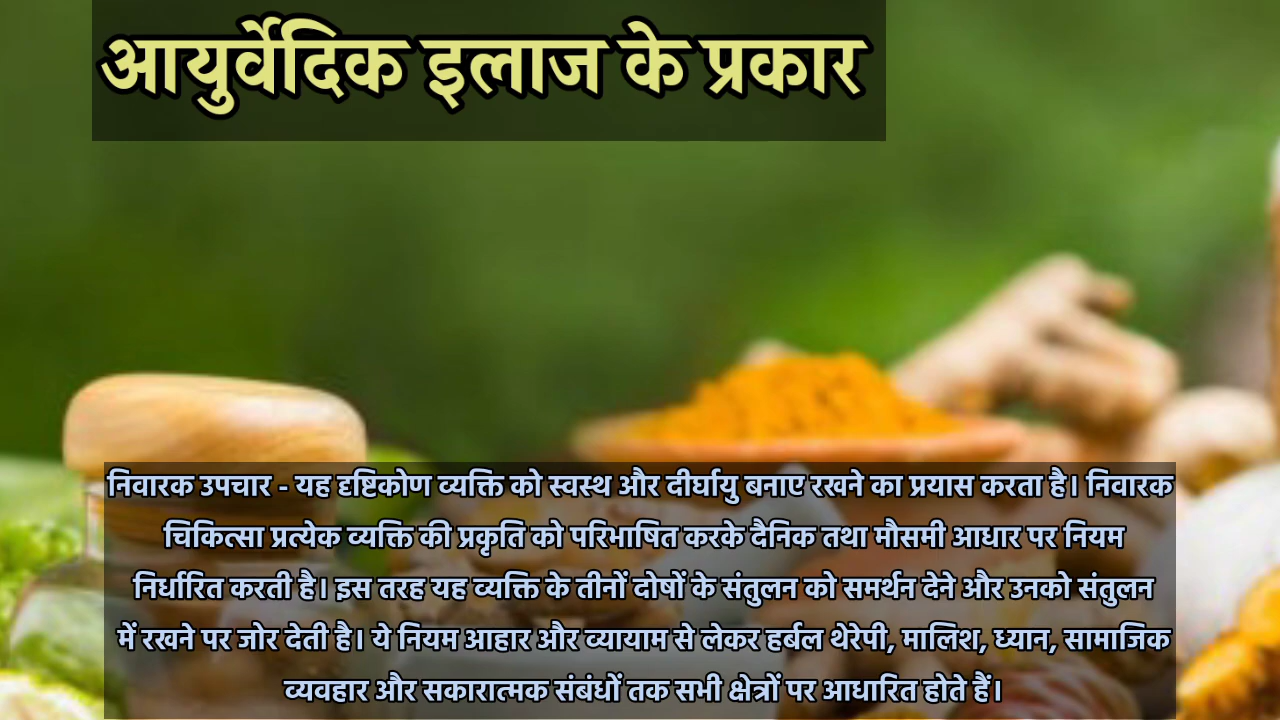 आयुर्वेदिक इलाज के प्रकार
निवारक उपचार - यह दृष्टिकोण व्यक्ति को स्वस्थ और दीर्घायु बनाए रखने का प्रयास करता है। निवारक
चिकित्सा प्रत्येक व्यक्ति की प्रकृति को परिभाषित करके दैनिक तथा मौसमी आधार पर नियम
निर्धारित करती है। इस तरह यह व्यक्ति के तीनों दोषों के संतुलन को समर्थन देने और उनको संतुलन
में रखने पर जोर देती है। ये नियम आहार और व्यायाम से लेकर हर्बल थेरेपी, मालिश, ध्यान, सामाजिक
व्यवहार और सकारात्मक संबंधों तक सभी क्षेत्रों पर आधारित होते हैं।